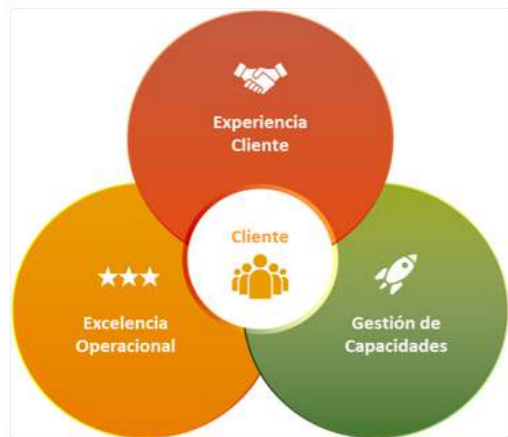 Experiencia
Cliente
Cliente
Excelencia
Operacional
Gestión de
Capacidades